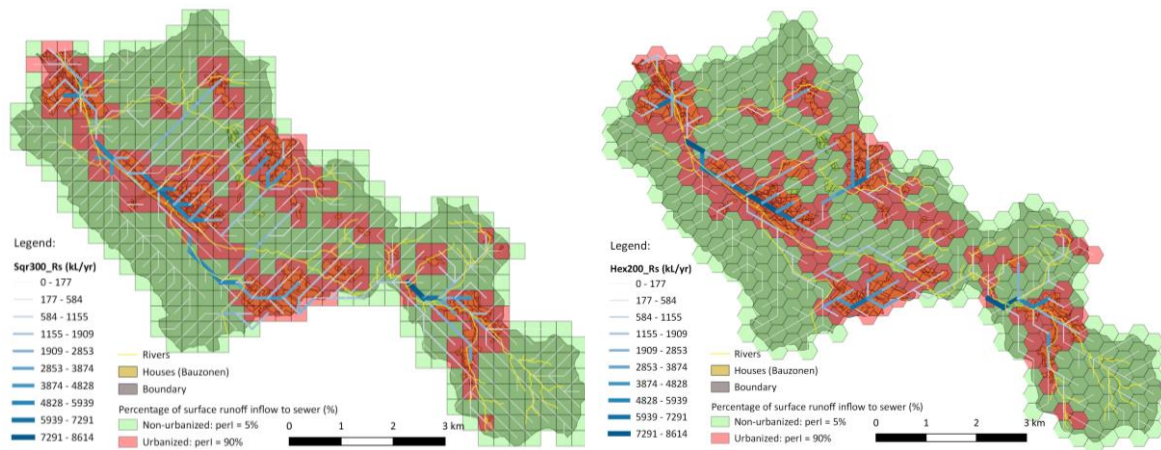 Legend:
Sqr300_Rs (kL/yr)
0 - 177
177 - 584
584 - 1155
1155 - 1909
1909 - 2853
2853 - 3874
3874 - 4828
4828 - 5939
5939 - 7291
7291 - 8614
Rivers
Houses (Bauzonen)
Boundary
Percentage of surface runoff inflow to sewer (%)
Non-urbanized: perI = 5%
Urbanized: perI = 90%
0 1 2 3 km
Legend:
Hex200_Rs (kL/yr)
0 - 177
177 - 584
584 - 1155
1155 - 1909
1909 - 2853
2853 - 3874
3874 - 4828
4828 - 5939
5939 - 7291
7291 - 8614
Rivers
Houses (Bauzonen)
Boundary
Percentage of surface runoff inflow to sewer (%)
Non-urbanized: perI = 5%
Urbanized: perI = 90%
0 1 2 3 km